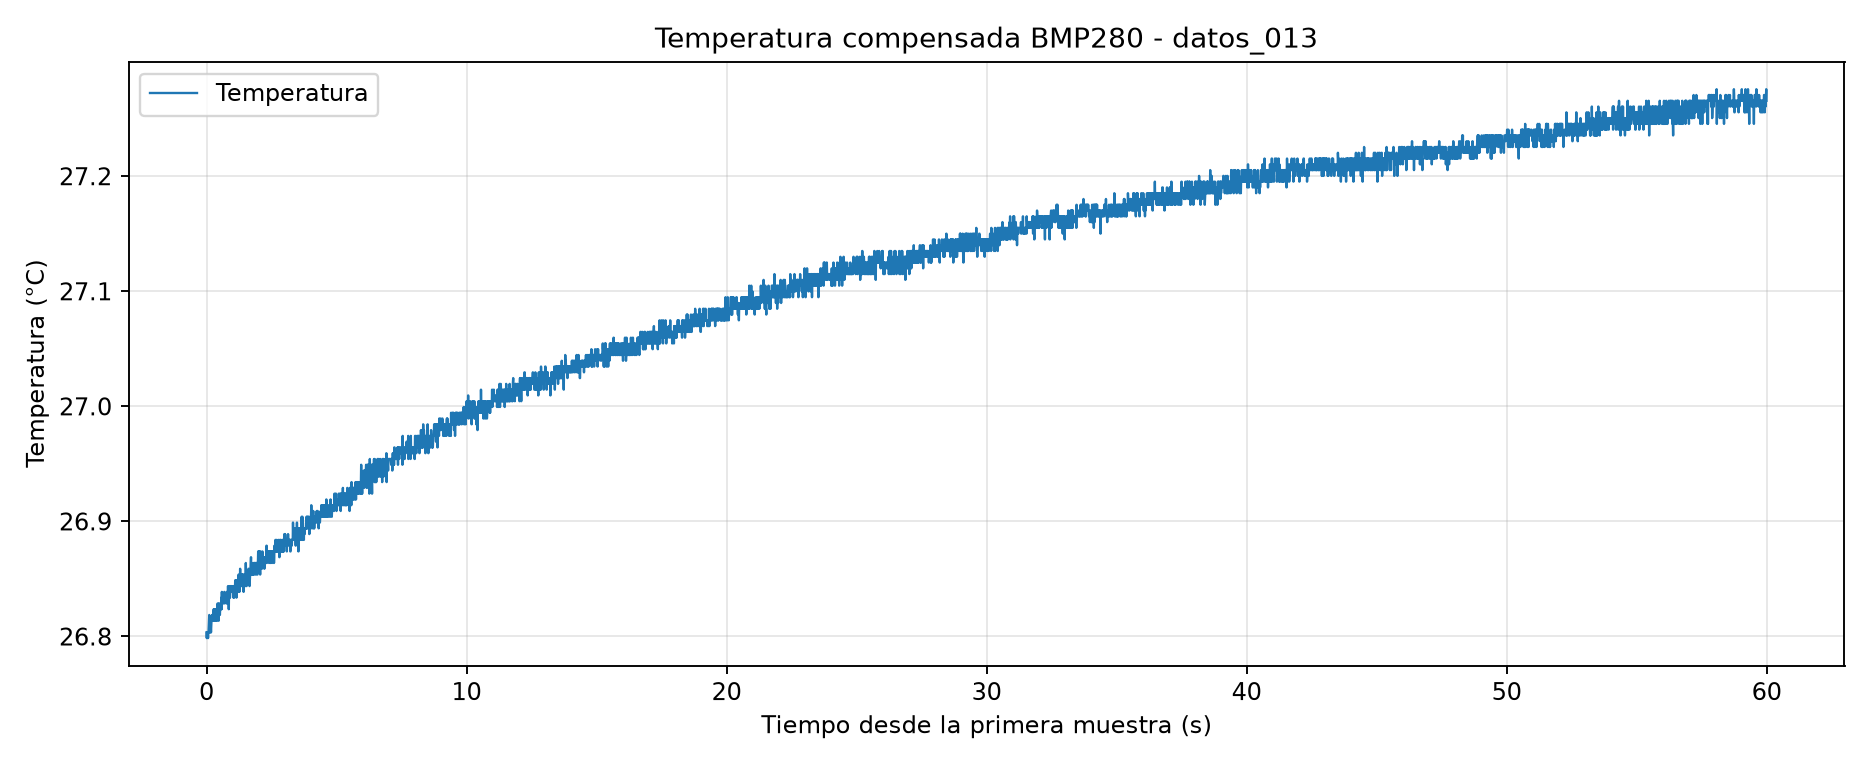 Temperatura compensada BMP280 - datos_013
Temperatura
Temperatura (°C)
27.2
27.1
27.0
26.9
26.8
0 10 20 30 40 50 60
Tiempo desde la primera muestra (s)